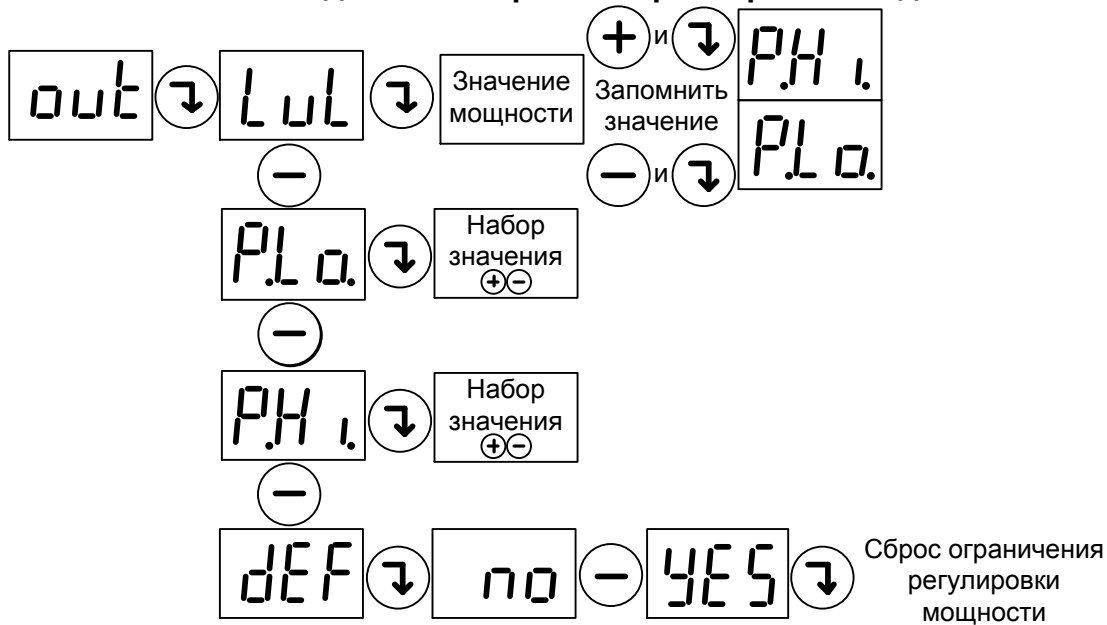 out
LuL
Значение
мощности
и
P.H i.
Запомнить
значение
и
P.L o.
P.L o.
Набор
значения
P.H i.
Набор
значения
dEF
no
YES
Сброс ограничения
регулировки
мощности